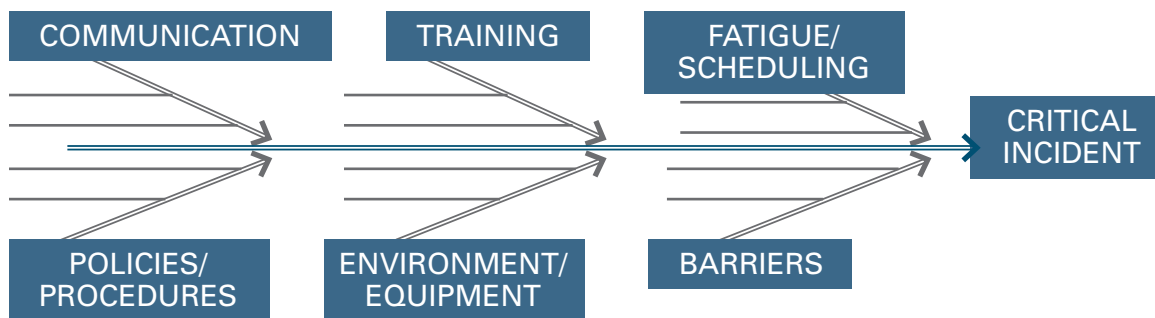 COMMUNICATION
TRAINING
FATIGUE/
SCHEDULING
CRITICAL
INCIDENT
POLICIES/
PROCEDURES
ENVIRONMENT/
EQUIPMENT
BARRIERS